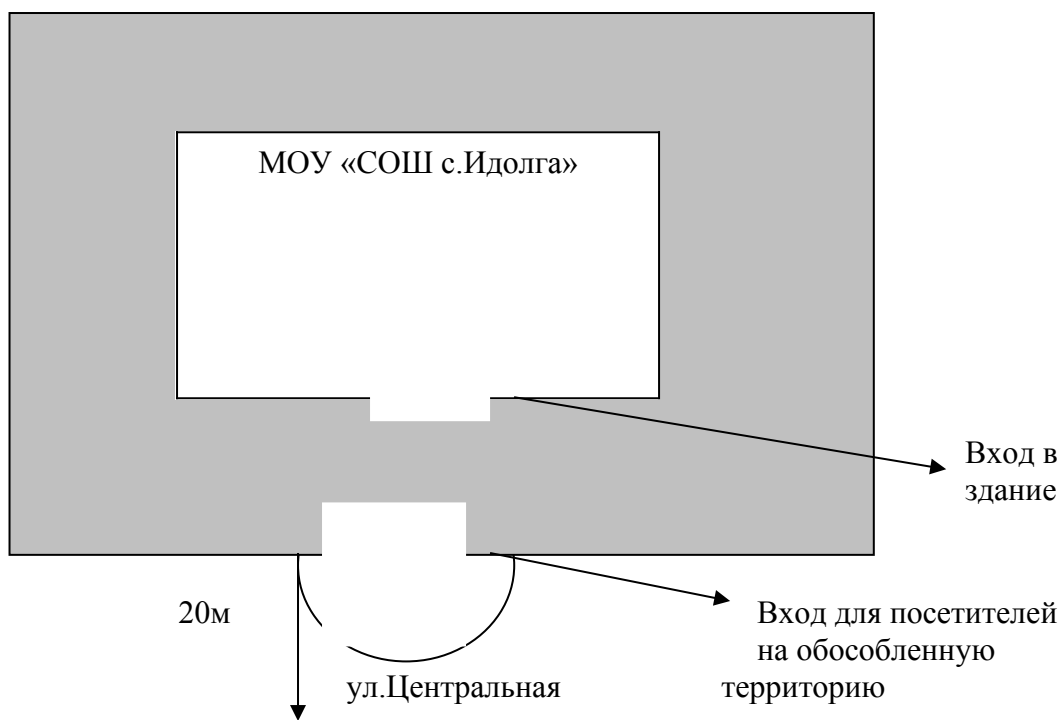 МОУ «СОШ с.Идолга»
Вход в
здание
20м
Вход для посетителей
на обособленную
территорию
ул.Центральная